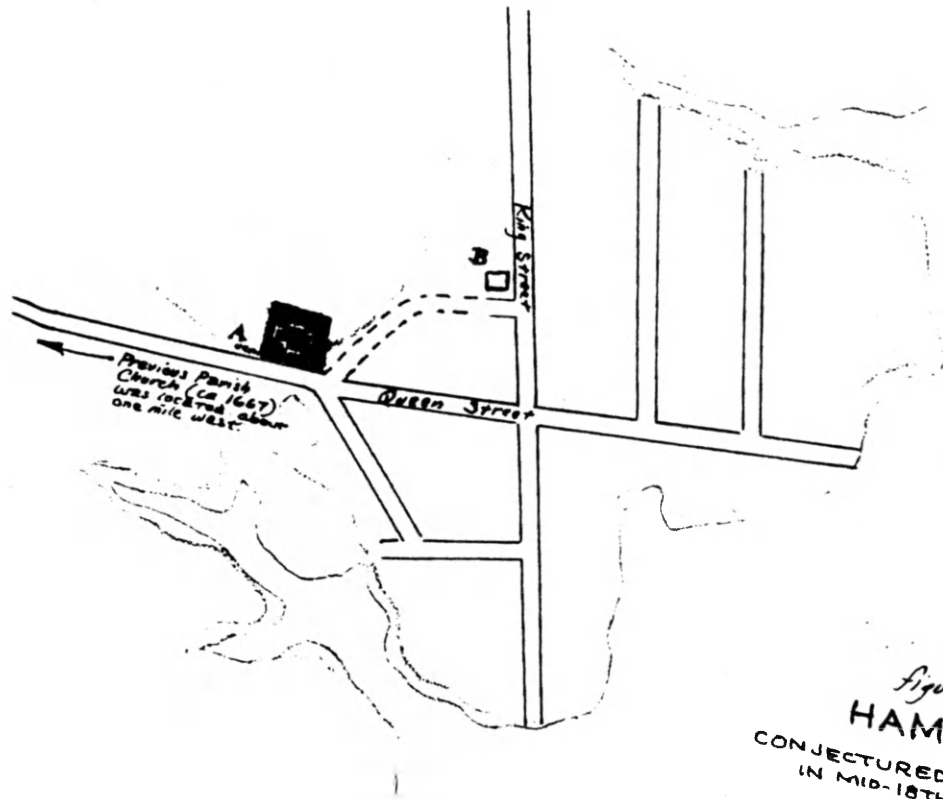 King Street
B
A
Previous Parish
Church (ca 1667)
was located about
one mile west.
Queen Street
figu
HAM
CONJECTURED
IN MID-18TH